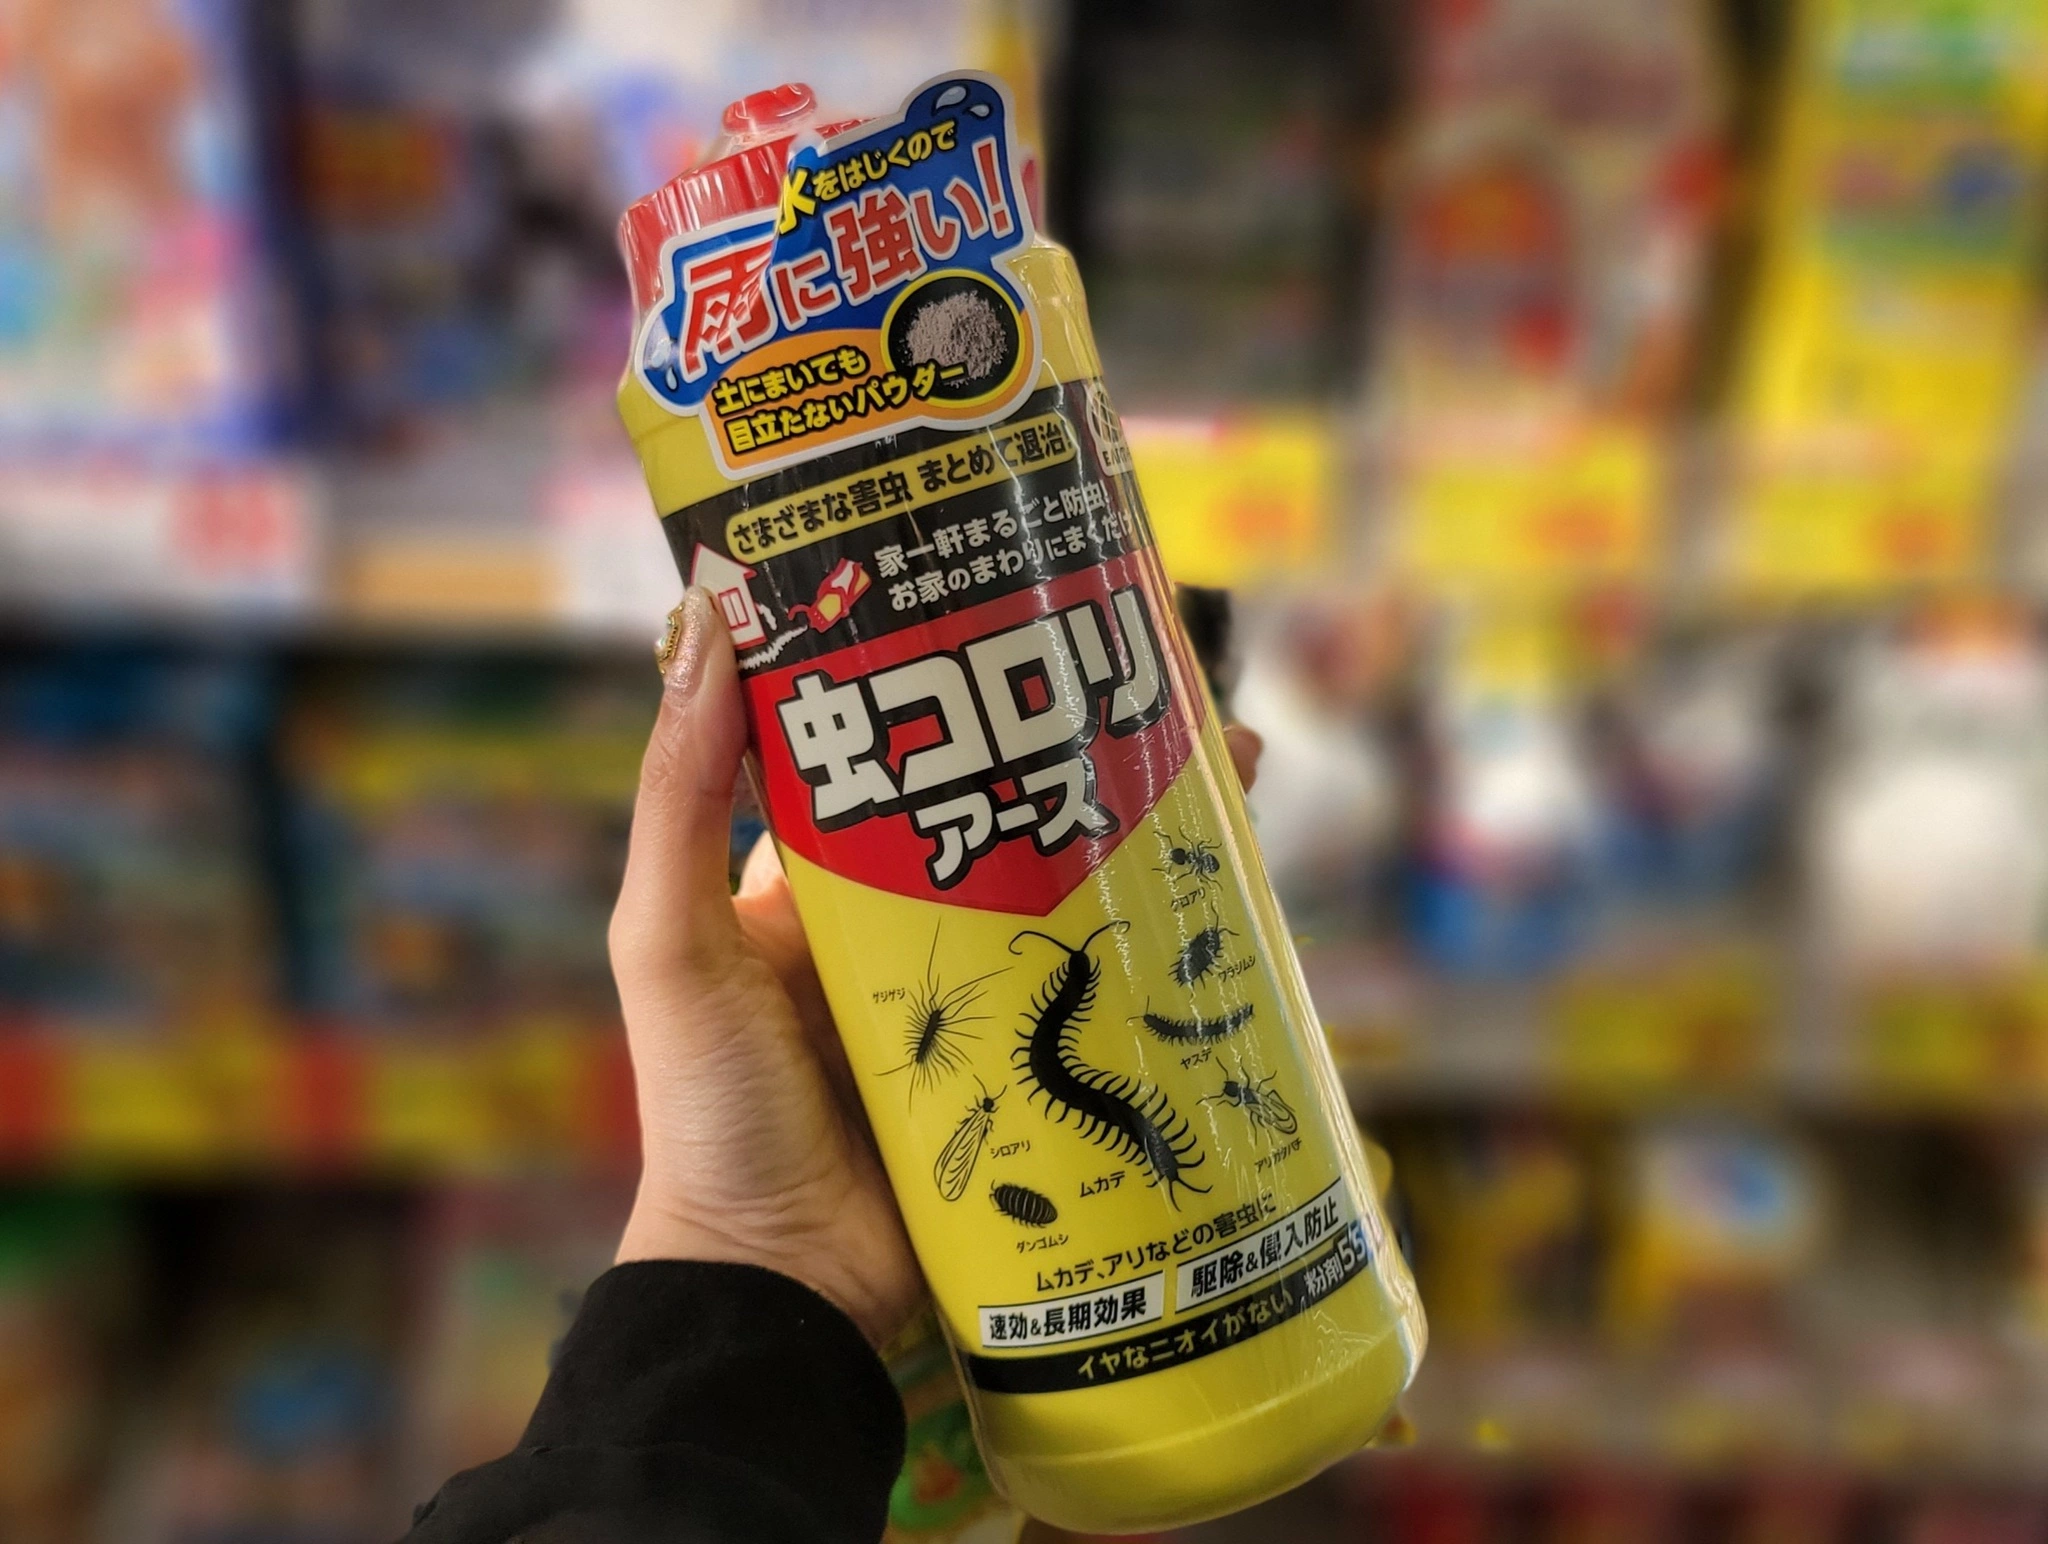 水をはじくので
雨に強い!
土にまいても
目立たないパウダー
さまざまな害虫 まとめて退治!
家一軒まるごと防虫!
お家のまわりにまくだけ
虫コロリ
アース
クロアリ
ワラジムシ
ゲジゲジ
ヤスデ
シロアリ
アリガタバチ
ムカデ
ダンゴムシ
ムカデ、アリなどの害虫に
速効&長期効果
駆除&侵入防止
イヤなニオイがない
粉剤